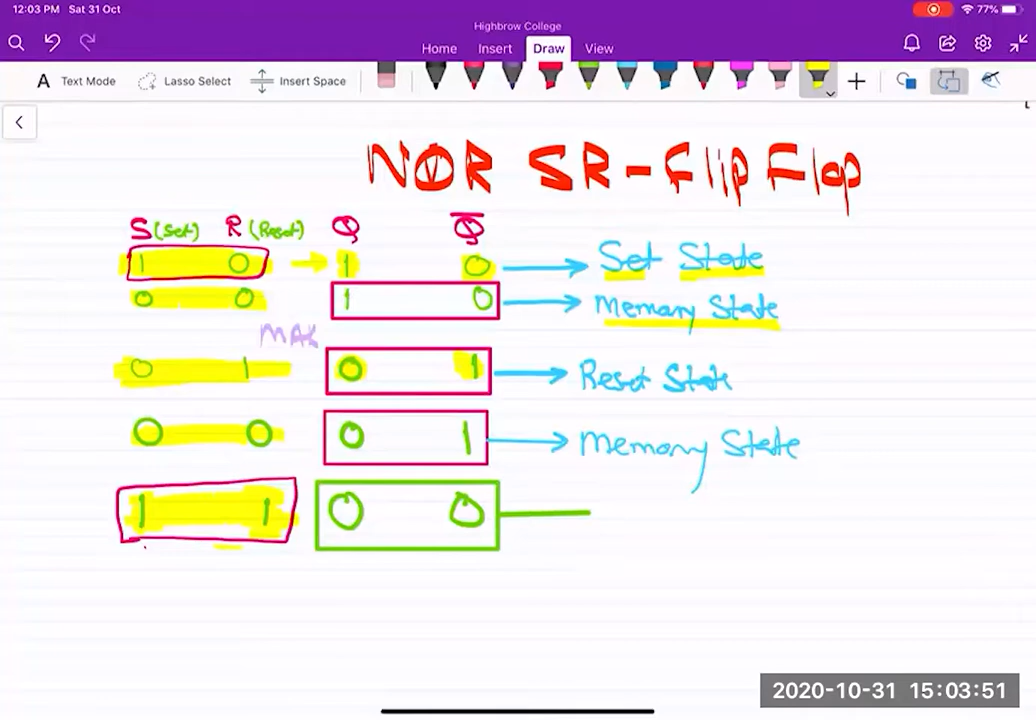 12:03 PM Sat 31 Oct 77%
Highbrow College
Home Insert Draw View
A Text Mode Lasso Select Insert Space
NOR SR-Flip Flop
S (Set) R (Reset) Q Q̅
1 0 → 1 0 → Set State
0 0 1 0 → Memory State
MAK
0 1 0 1 → Reset State
0 0 0 1 → Memory State
1 1 0 0
2020-10-31 15:03:51